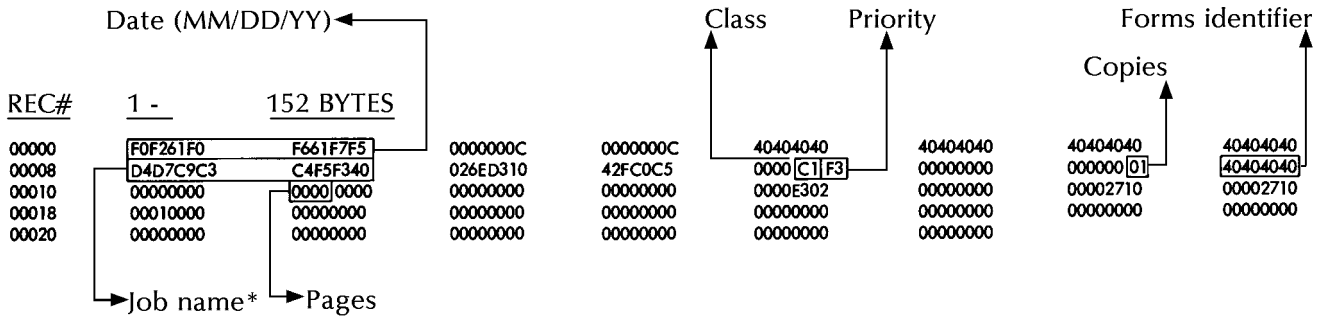 Date (MM/DD/YY) Class Priority Forms identifier
Copies
REC# 1 - 152 BYTES
00000 F0F261F0 F661F7F5 0000000C 0000000C 40404040 40404040 40404040 40404040
00008 D4D7C9C3 C4F5F340 026ED310 42FC0C5 0000 C1 F3 00000000 000000 01 40404040
00010 00000000 0000 0000 00000000 00000000 0000E302 00000000 00002710 00002710
00018 00010000 00000000 00000000 00000000 00000000 00000000 00000000 00000000
00020 00000000 00000000 00000000 00000000 00000000 00000000
Job name* Pages